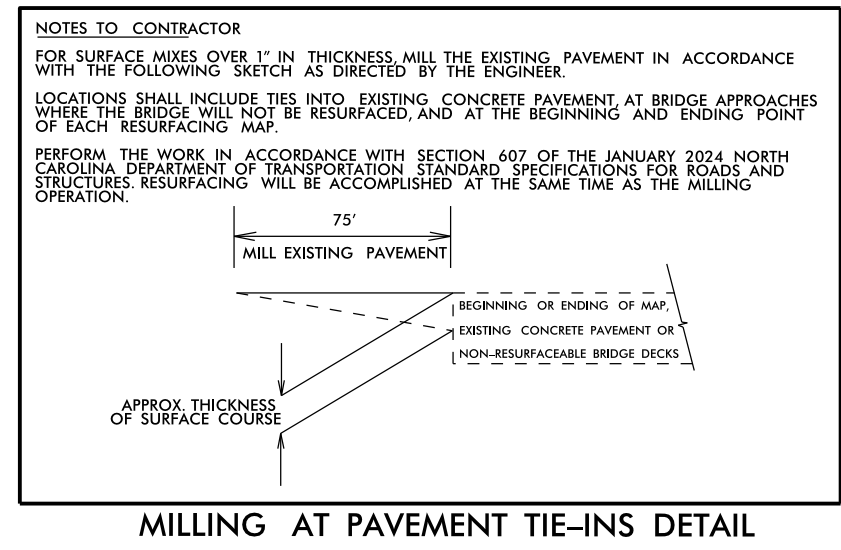 NOTES TO CONTRACTOR
FOR SURFACE MIXES OVER 1" IN THICKNESS, MILL THE EXISTING PAVEMENT IN ACCORDANCE
WITH THE FOLLOWING SKETCH AS DIRECTED BY THE ENGINEER.
LOCATIONS SHALL INCLUDE TIES INTO EXISTING CONCRETE PAVEMENT, AT BRIDGE APPROACHES
WHERE THE BRIDGE WILL NOT BE RESURFACED, AND AT THE BEGINNING AND ENDING POINT
OF EACH RESURFACING MAP.
PERFORM THE WORK IN ACCORDANCE WITH SECTION 607 OF THE JANUARY 2024 NORTH
CAROLINA DEPARTMENT OF TRANSPORTATION STANDARD SPECIFICATIONS FOR ROADS AND
STRUCTURES. RESURFACING WILL BE ACCOMPLISHED AT THE SAME TIME AS THE MILLING
OPERATION.
75'
MILL EXISTING PAVEMENT
BEGINNING OR ENDING OF MAP,
EXISTING CONCRETE PAVEMENT OR
NON-RESURFACEABLE BRIDGE DECKS
APPROX. THICKNESS
OF SURFACE COURSE
MILLING AT PAVEMENT TIE-INS DETAIL